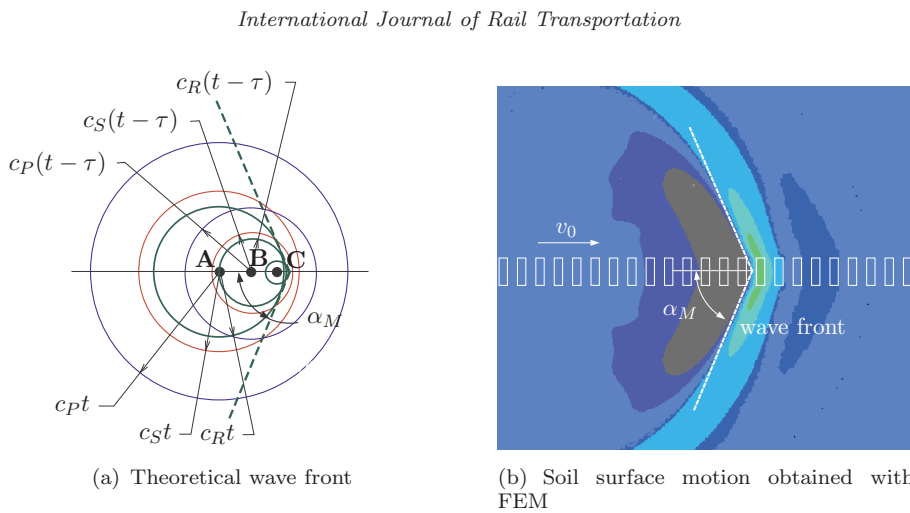 International Journal of Rail Transportation
c_R(t − τ)
c_S(t − τ)
c_P(t − τ)
A B C
α_M
c_P t
c_S t c_R t
(a) Theoretical wave front
v_0
α_M
wave front
(b) Soil surface motion obtained with
FEM